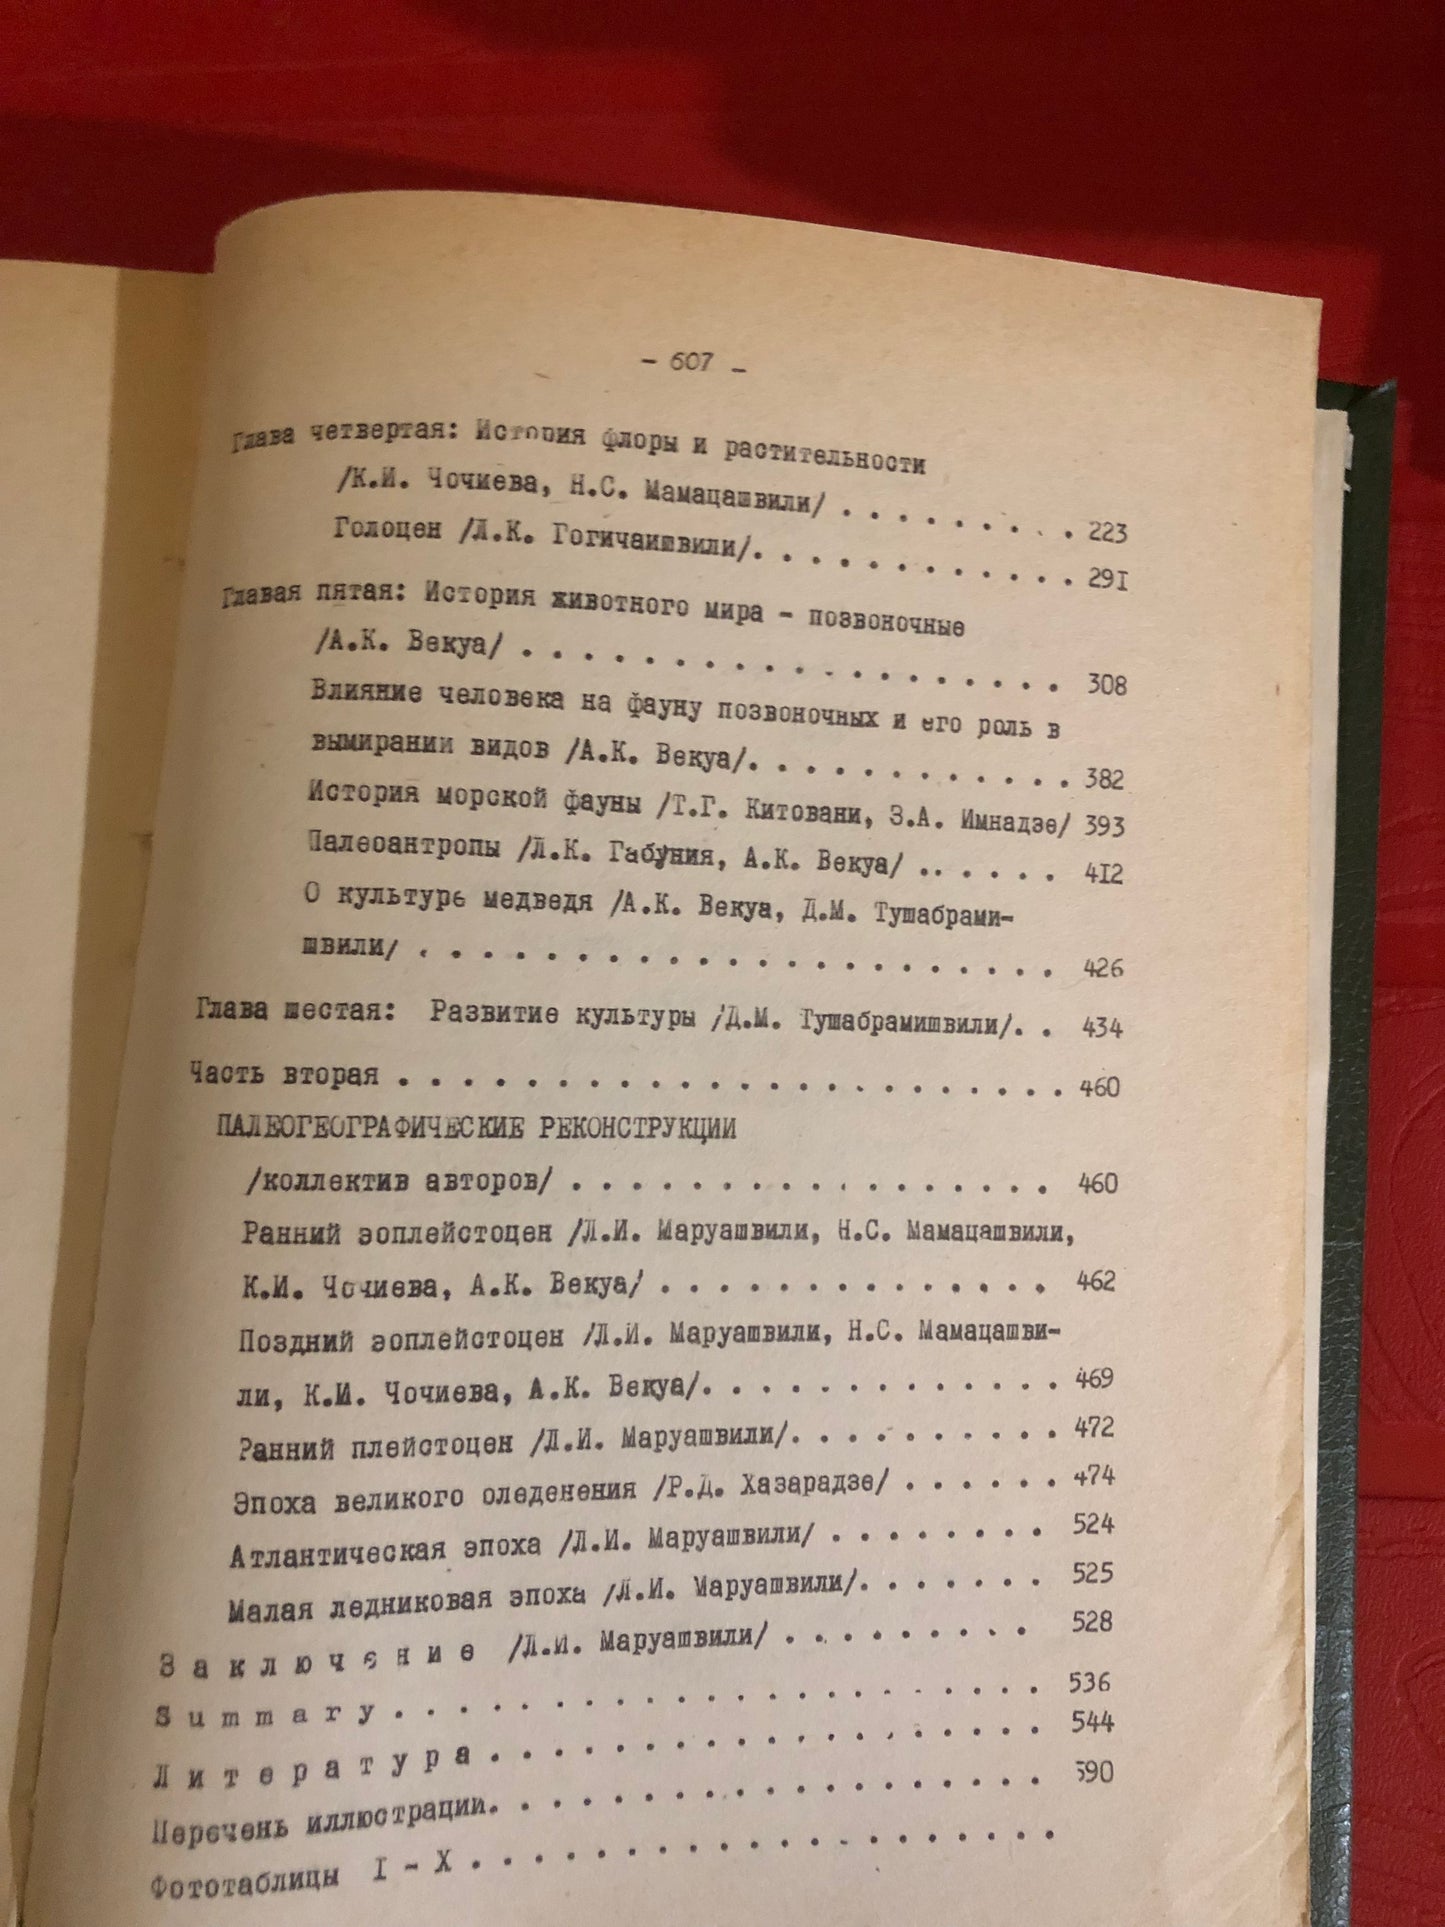 - 607 -
Глава четвертая: История флоры и растительности
/К.И. Чочиева, Н.С. Мамацашвили/ . . . . . . . . . 223
Голоцен /Л.К. Гогичаишвили/. . . . . . . . . . . . 291
Главая пятая: История животного мира - позвоночные
/А.К. Векуа/ . . . . . . . . . . . . . . . . . . 308
Влияние человека на фауну позвоночных и его роль в
вымирании видов /А.К. Векуа/. . . . . . . . . . . . 382
История морской фауны /Т.Г. Китовани, З.А. Имнадзе/ 393
Палеоантропы /Л.К. Габуния, А.К. Векуа/ . . . . . . 412
О культуре медведя /А.К. Векуа, Д.М. Тушабрами-
швили/ . . . . . . . . . . . . . . . . . . . . . 426
Глава шестая: Развитие культуры /Д.М. Тушабрамишвили/. . 434
Часть вторая . . . . . . . . . . . . . . . . . . . . . . 460
ПАЛЕОГЕОГРАФИЧЕСКИЕ РЕКОНСТРУКЦИИ
/коллектив авторов/ . . . . . . . . . . . . . . . . 460
Ранний эоплейстоцен /Л.И. Маруашвили, Н.С. Мамацашвили,
К.И. Чочиева, А.К. Векуа/ . . . . . . . . . . . . . 462
Поздний эоплейстоцен /Л.И. Маруашвили, Н.С. Мамацашви-
ли, К.И. Чочиева, А.К. Векуа/. . . . . . . . . . . . . 469
Ранний плейстоцен /Л.И. Маруашвили/. . . . . . . . . . 472
Эпоха великого оледенения /Р.Д. Хазарадзе/ . . . . . . 474
Атлантическая эпоха /Л.И. Маруашвили/ . . . . . . . . 524
Малая ледниковая эпоха /Л.И. Маруашвили/. . . . . . . 525
З а к л ю ч е н и е /Л.И. Маруашвили/ . . . . . . . . . 528
S u m m a r y . . . . . . . . . . . . . . . . . . . . . 536
Л и т е р а т у р а . . . . . . . . . . . . . . . . . . 544
Перечень иллюстрации. . . . . . . . . . . . . . . . . . 590
Фототаблицы I - X . . . . . . . . . . . . . . . . . . .